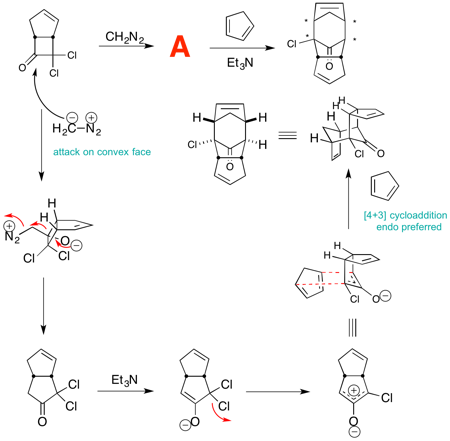 O
Cl
Cl
CH₂N₂
A
Et₃N
*
*
Cl
*
*
O
⊖
⊕
H₂C–N₂
attack on convex face
H
H
Cl
H
O
H
H
H
Cl
O
[4+3] cycloaddition
endo preferred
⊕
N₂
H
H
O
⊖
Cl
Cl
H
H
Cl
O
⊖
O
Cl
Cl
Et₃N
Cl
Cl
O
⊖
⊕
Cl
O
⊖